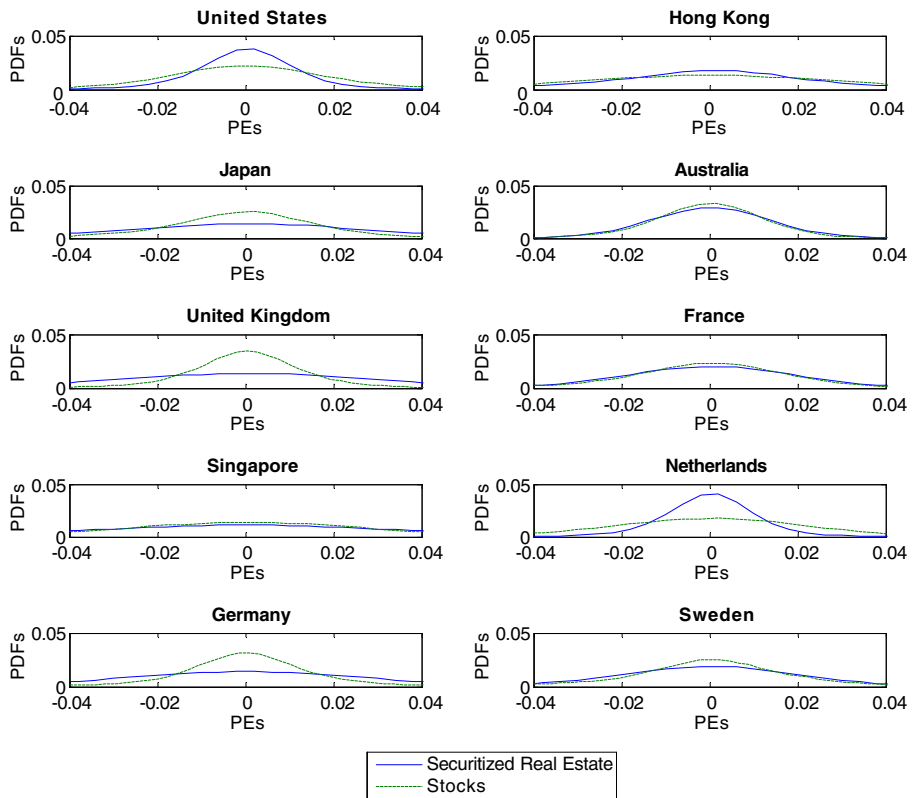 United States
PDFs
0.05
0
-0.04 -0.02 0 0.02 0.04
PEs
Hong Kong
PDFs
0.05
0
-0.04 -0.02 0 0.02 0.04
PEs
Japan
PDFs
0.05
0
-0.04 -0.02 0 0.02 0.04
PEs
Australia
PDFs
0.05
0
-0.04 -0.02 0 0.02 0.04
PEs
United Kingdom
PDFs
0.05
0
-0.04 -0.02 0 0.02 0.04
PEs
France
PDFs
0.05
0
-0.04 -0.02 0 0.02 0.04
PEs
Singapore
PDFs
0.05
0
-0.04 -0.02 0 0.02 0.04
PEs
Netherlands
PDFs
0.05
0
-0.04 -0.02 0 0.02 0.04
PEs
Germany
PDFs
0.05
0
-0.04 -0.02 0 0.02 0.04
PEs
Sweden
PDFs
0.05
0
-0.04 -0.02 0 0.02 0.04
PEs
Securitized Real Estate
Stocks